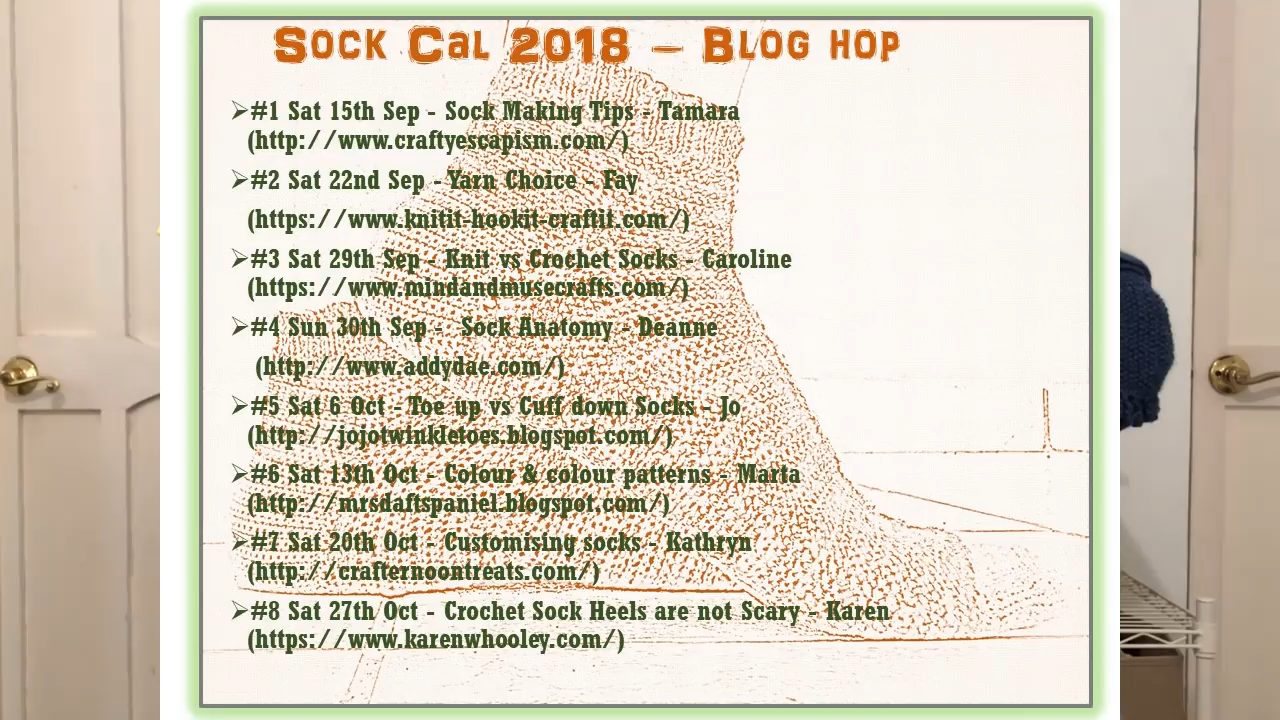 Sock Cal 2018 – Blog hop
➢#1 Sat 15th Sep - Sock Making Tips - Tamara
(http://www.craftyescapism.com/)
➢#2 Sat 22nd Sep - Yarn Choice - Fay
(https://www.knitit-hookit-craftit.com/)
➢#3 Sat 29th Sep - Knit vs Crochet Socks - Caroline
(https://www.mindandmusecrafts.com/)
➢#4 Sun 30th Sep - Sock Anatomy - Deanne
(http://www.addydae.com/)
➢#5 Sat 6 Oct - Toe up vs Cuff down Socks - Jo
(http://jojotwinkletoes.blogspot.com/)
➢#6 Sat 13th Oct - Colour & colour patterns - Marta
(http://mrsdaftspaniel.blogspot.com/)
➢#7 Sat 20th Oct - Customising socks - Kathryn
(http://crafternoontreats.com/)
➢#8 Sat 27th Oct - Crochet Sock Heels are not Scary - Karen
(https://www.karenwhooley.com/)